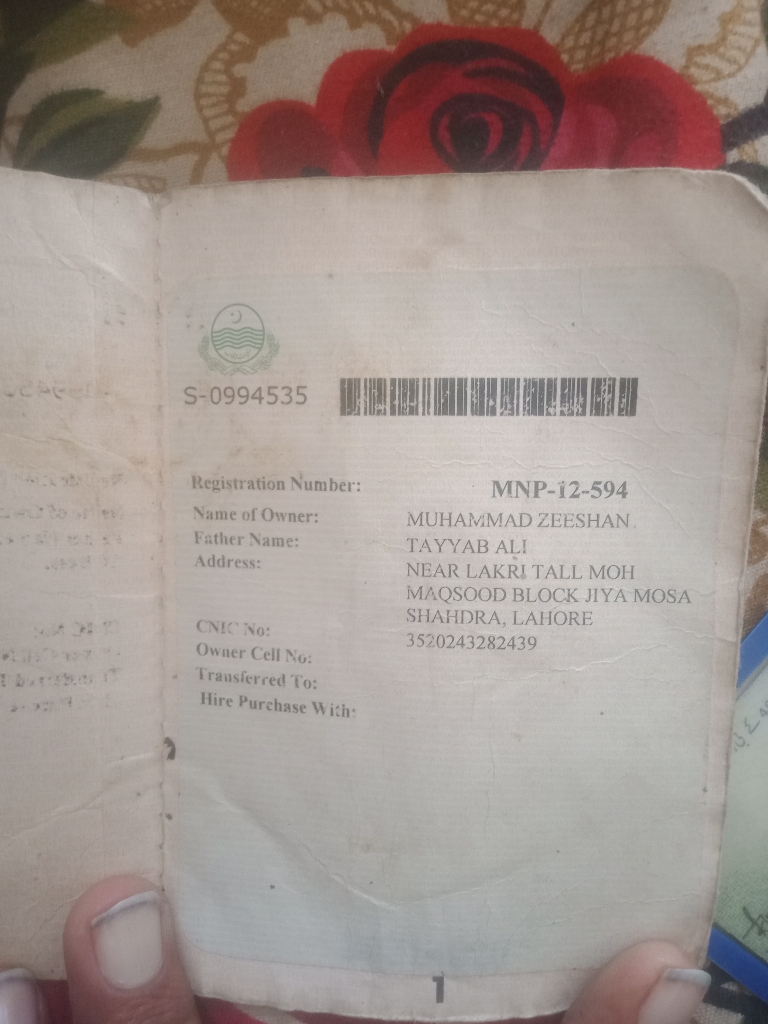 S-0994535
Registration Number: MNP-12-594
Name of Owner: MUHAMMAD ZEESHAN
Father Name: TAYYAB ALI
Address: NEAR LAKRI TALL MOH
MAQSOOD BLOCK JIYA MOSA
SHAHDRA, LAHORE
CNIC No: 3520243282439
Owner Cell No:
Transferred To:
Hire Purchase With:
1